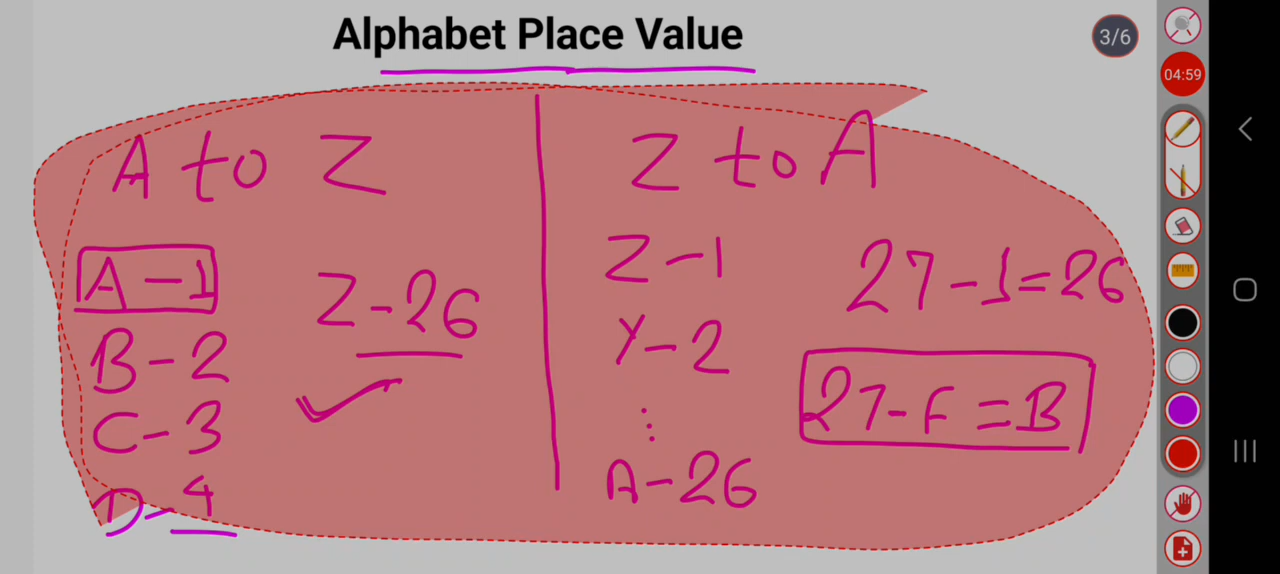 Alphabet Place Value
3/6
04:59
A to Z
A - 1
B - 2
C - 3
D - 4
Z - 26
Z to A
Z - 1
Y - 2
⋮
A - 26
27 - 1 = 26
27 - F = B